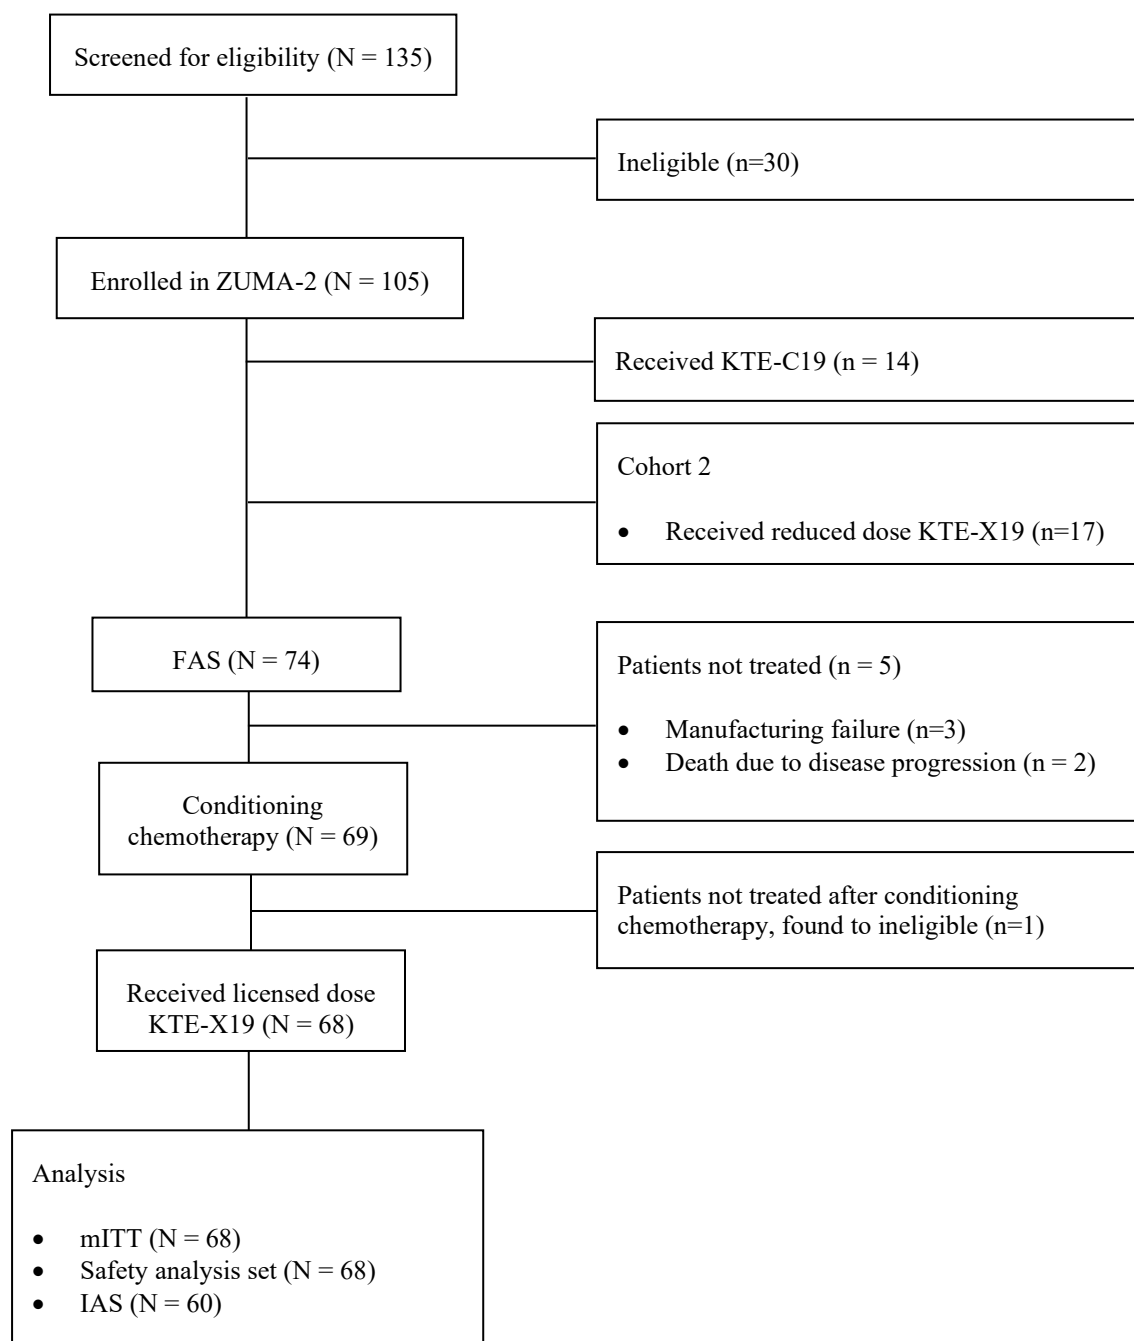 Screened for eligibility (N = 135)
Ineligible (n=30)
Enrolled in ZUMA-2 (N = 105)
Received KTE-C19 (n = 14)
Cohort 2
• Received reduced dose KTE-X19 (n=17)
FAS (N = 74)
Patients not treated (n = 5)
• Manufacturing failure (n=3)
• Death due to disease progression (n = 2)
Conditioning
chemotherapy (N = 69)
Patients not treated after conditioning
chemotherapy, found to ineligible (n=1)
Received licensed dose
KTE-X19 (N = 68)
Analysis
• mITT (N = 68)
• Safety analysis set (N = 68)
• IAS (N = 60)